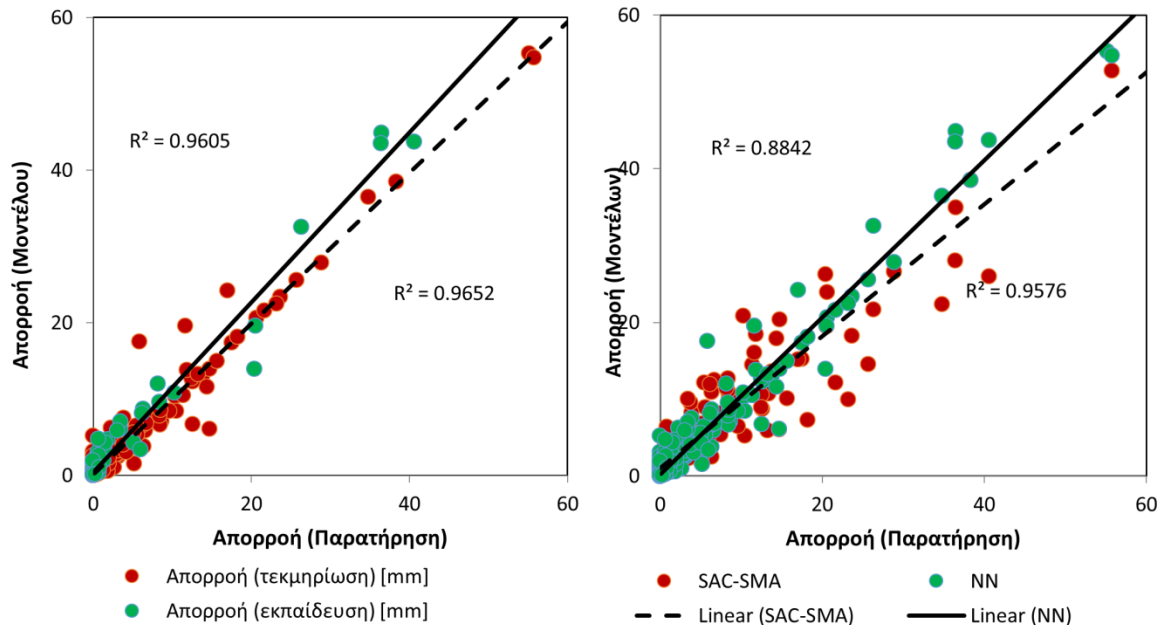 60
40
20
0
0
20
40
60
R² = 0.9605
R² = 0.9652
Απορροή (Μοντέλου)
Απορροή (Παρατήρηση)
Απορροή (τεκμηρίωση) [mm]
Απορροή (εκπαίδευση) [mm]
60
40
20
0
0
20
40
60
R² = 0.8842
R² = 0.9576
Απορροή (Μοντέλων)
Απορροή (Παρατήρηση)
SAC-SMA
NN
Linear (SAC-SMA)
Linear (NN)